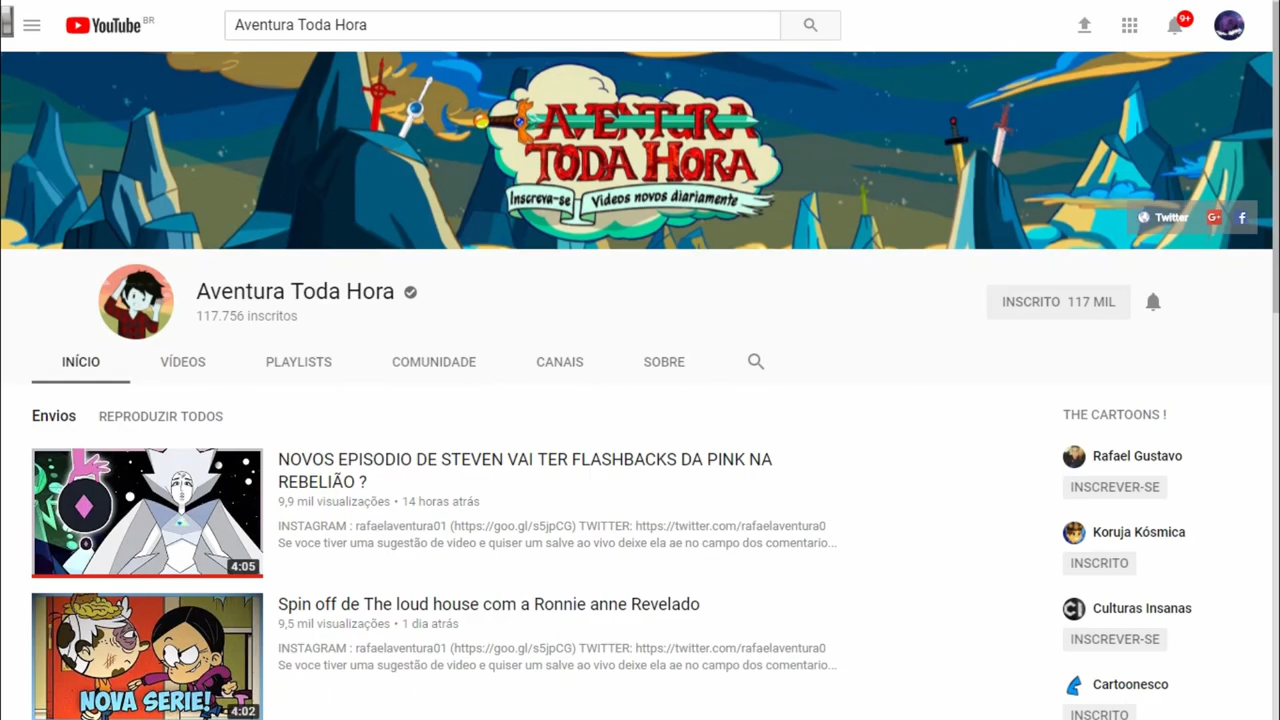 YouTube BR
Aventura Toda Hora
9+
AVENTURA
TODA HORA
Inscreva-se
Videos novos diariamente
Twitter
G+
f
Aventura Toda Hora
117.756 inscritos
INSCRITO 117 MIL
INÍCIO VÍDEOS PLAYLISTS COMUNIDADE CANAIS SOBRE
Envios REPRODUZIR TODOS
NOVOS EPISODIO DE STEVEN VAI TER FLASHBACKS DA PINK NA
REBELIÃO ?
9,9 mil visualizações • 14 horas atrás
INSTAGRAM : rafaelaventura01 (https://goo.gl/s5jpCG) TWITTER: https://twitter.com/rafaelaventura0
Se voce tiver uma sugestão de video e quiser um salve ao vivo deixe ela ae no campo dos comentario...
4:05
Spin off de The loud house com a Ronnie anne Revelado
9,5 mil visualizações • 1 dia atrás
INSTAGRAM : rafaelaventura01 (https://goo.gl/s5jpCG) TWITTER: https://twitter.com/rafaelaventura0
Se voce tiver uma sugestão de video e quiser um salve ao vivo deixe ela ae no campo dos comentario...
NOVA SERIE!
4:02
THE CARTOONS !
Rafael Gustavo
INSCREVER-SE
Koruja Kósmica
INSCRITO
Culturas Insanas
INSCREVER-SE
Cartoonesco
INSCRITO